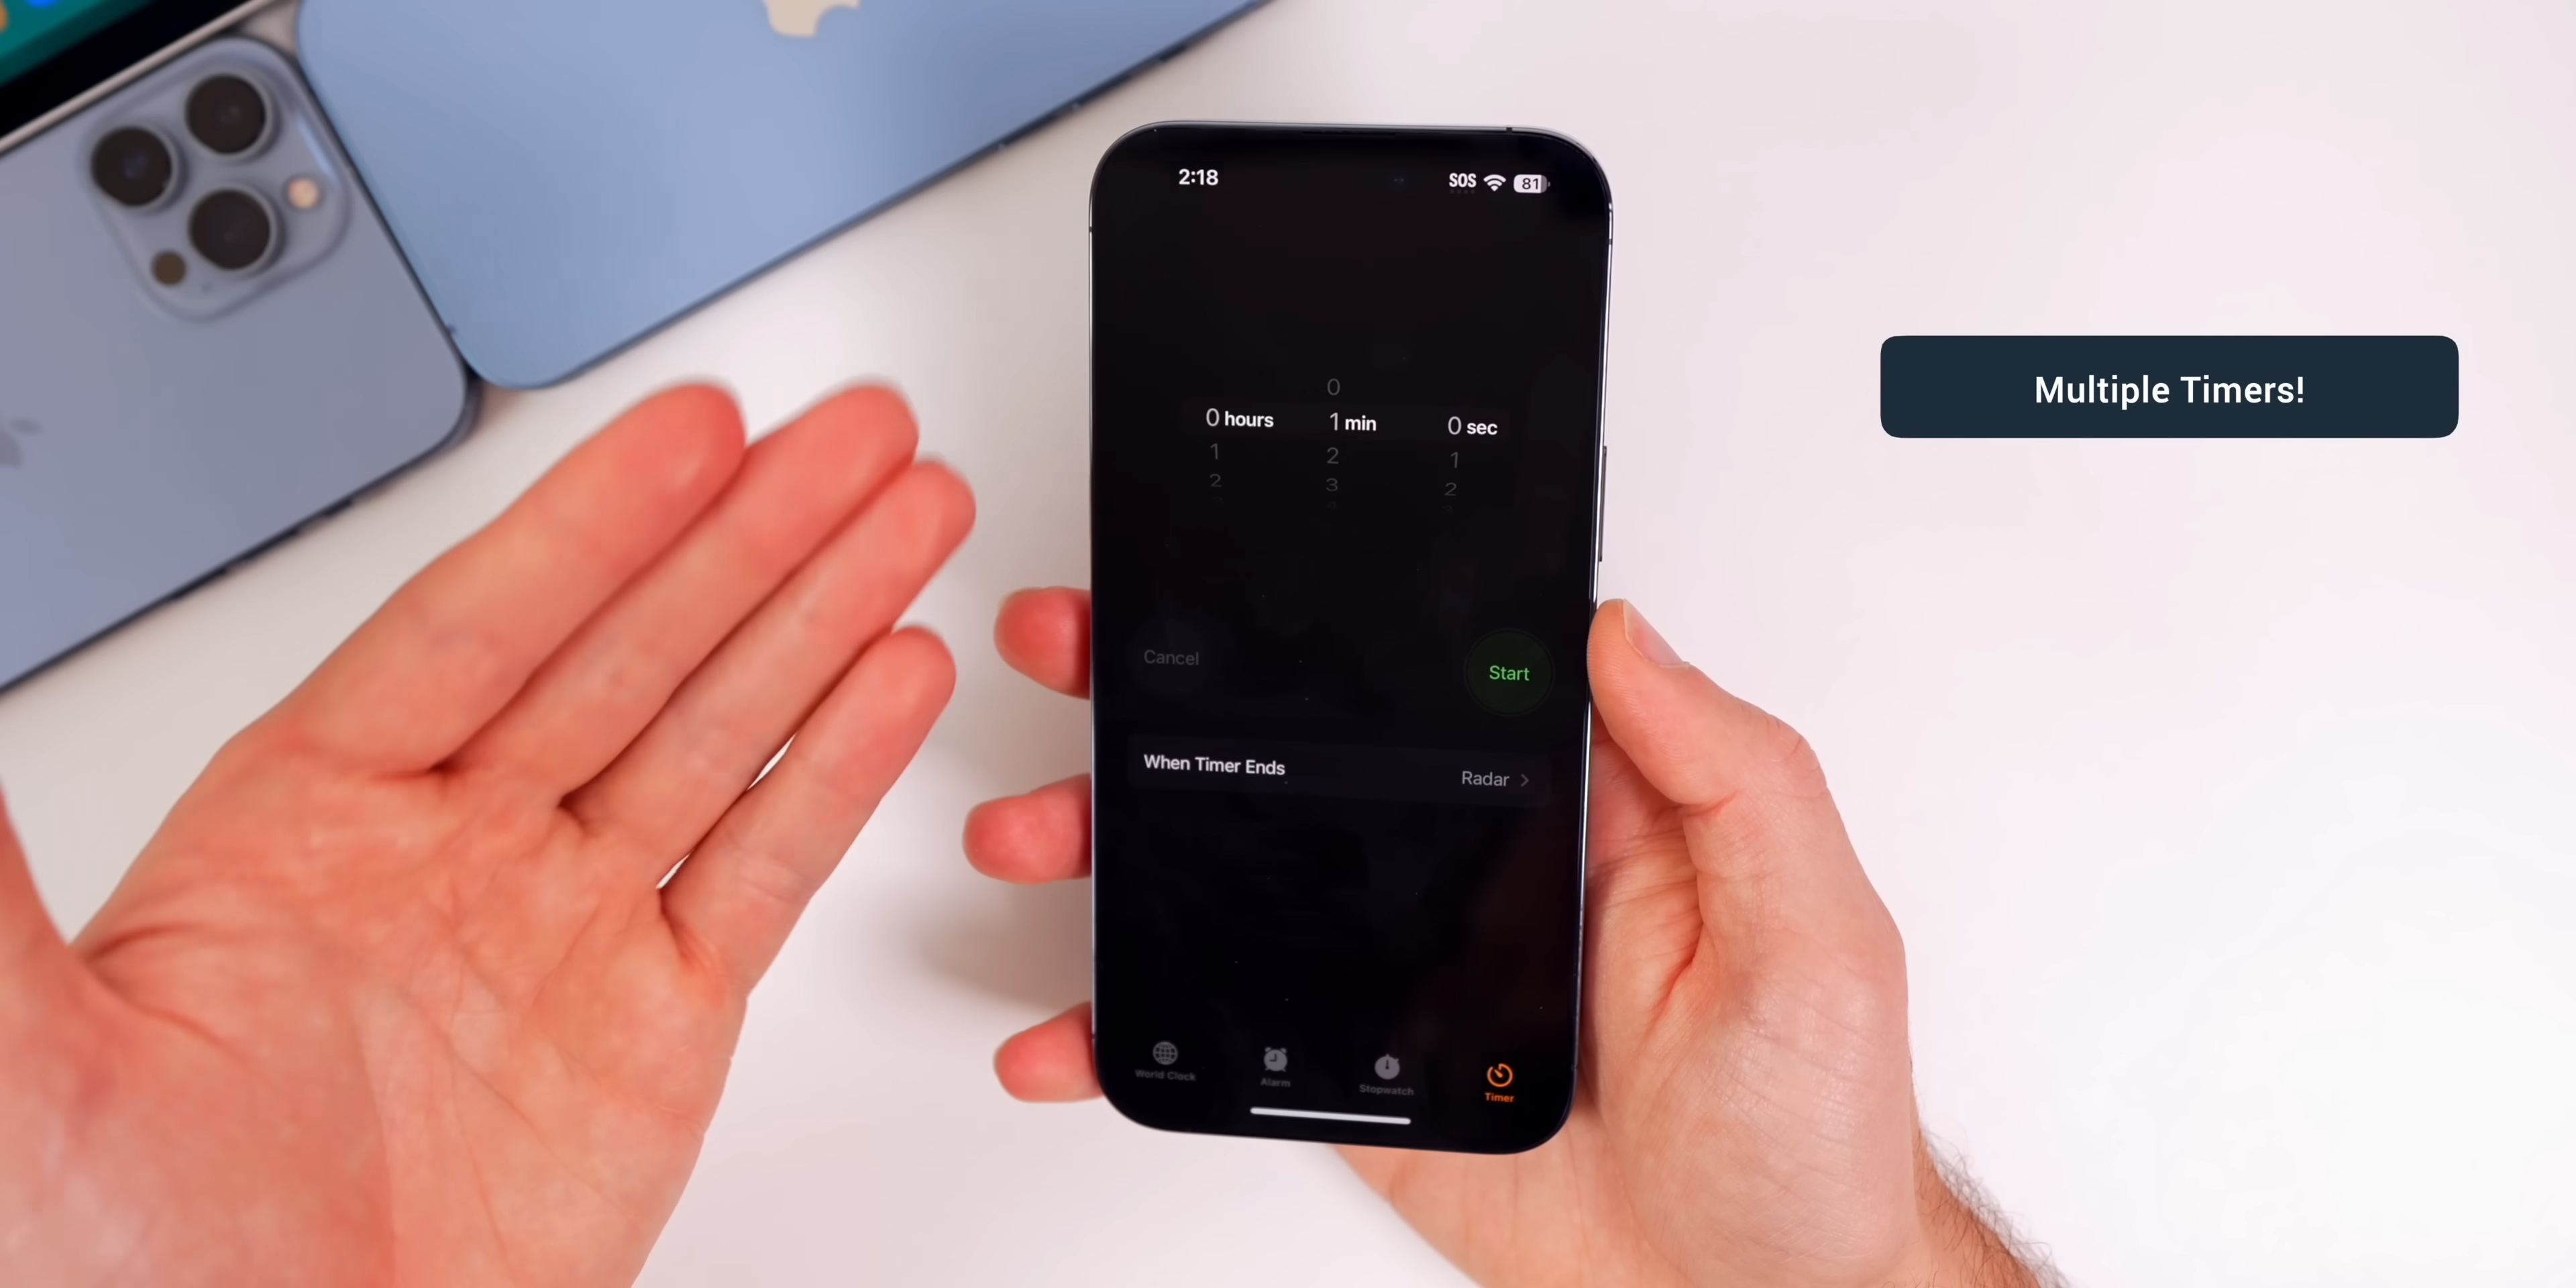 2:18
SOS
81
Multiple Timers!
0
0 hours 1 min 0 sec
1 2 1
2 3 2
Cancel
Start
When Timer Ends Radar
World Clock Alarm Stopwatch Timer